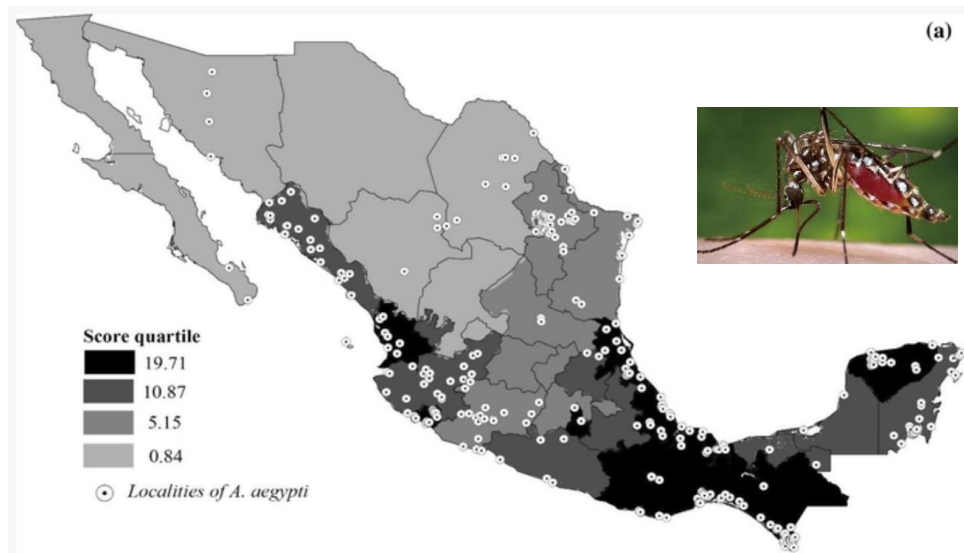 (a)
Score quartile
19.71
10.87
5.15
0.84
Localities of A. aegypti